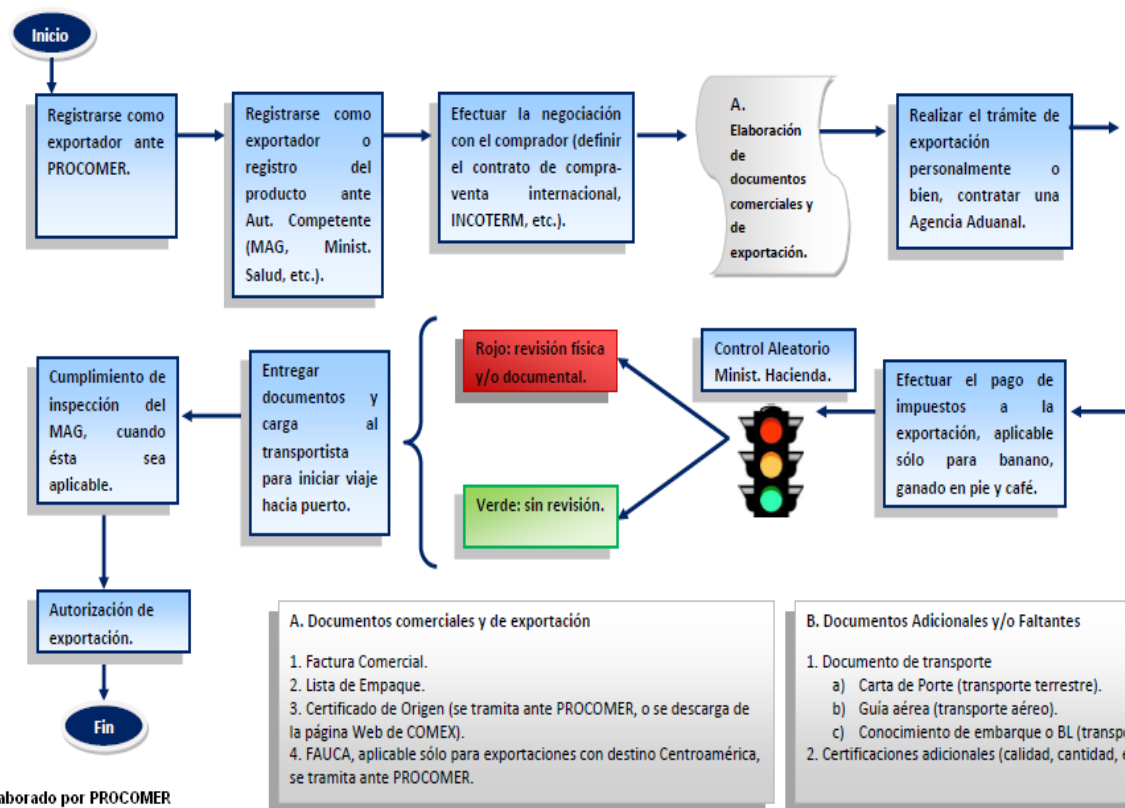 Inicio
Registrarse como
exportador ante
PROCOMER.
Registrarse como
exportador o
registro del
producto ante
Aut. Competente
(MAG, Minist.
Salud, etc.).
Efectuar la negociación
con el comprador (definir
el contrato de compra-
venta internacional,
INCOTERM, etc.).
A.
Elaboración
de
documentos
comerciales y
de
exportación.
Realizar el trámite de
exportación
personalmente o
bien, contratar una
Agencia Aduanal.
Efectuar el pago de
impuestos a la
exportación, aplicable
sólo para banano,
ganado en pie y café.
Control Aleatorio
Minist. Hacienda.
Rojo: revisión física
y/o documental.
Verde: sin revisión.
Entregar
documentos y
carga al
transportista
para iniciar viaje
hacia puerto.
Cumplimiento de
inspección del
MAG, cuando
ésta sea
aplicable.
Autorización de
exportación.
Fin
A. Documentos comerciales y de exportación
1. Factura Comercial.
2. Lista de Empaque.
3. Certificado de Origen (se tramita ante PROCOMER, o se descarga de
la página Web de COMEX).
4. FAUCA, aplicable sólo para exportaciones con destino Centroamérica,
se tramita ante PROCOMER.
B. Documentos Adicionales y/o Faltantes
1. Documento de transporte
a) Carta de Porte (transporte terrestre).
b) Guía aérea (transporte aéreo).
c) Conocimiento de embarque o BL
2. Certificaciones adicionales (calidad, cantidad,
por PROCOMER